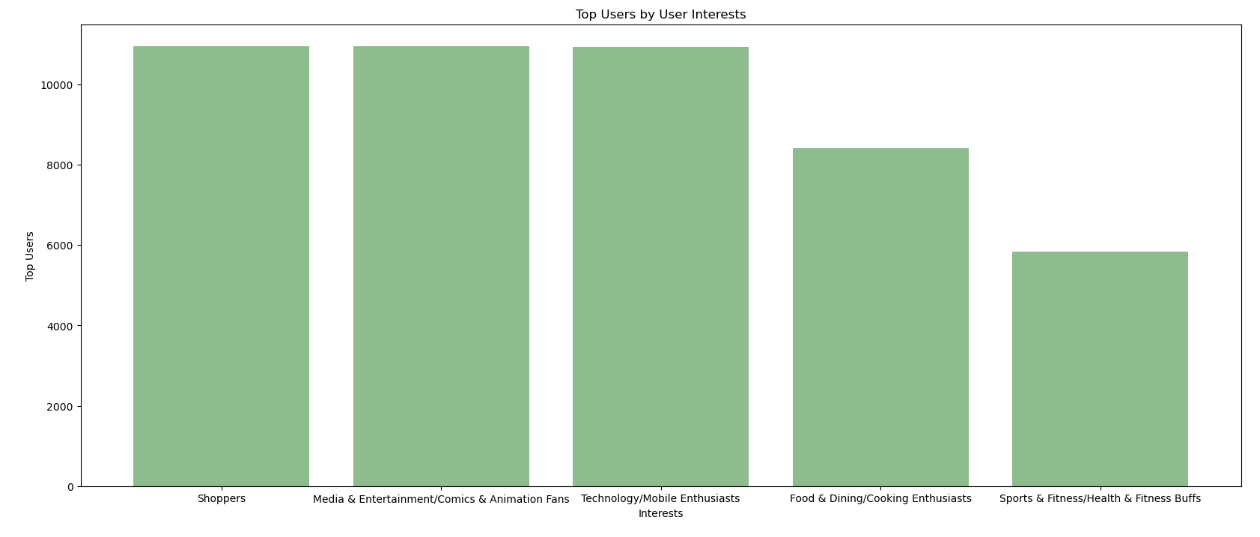 Top Users by User Interests
10000
8000
6000
4000
2000
0
Top Users
Shoppers
Media & Entertainment/Comics & Animation Fans
Technology/Mobile Enthusiasts
Food & Dining/Cooking Enthusiasts
Sports & Fitness/Health & Fitness Buffs
Interests